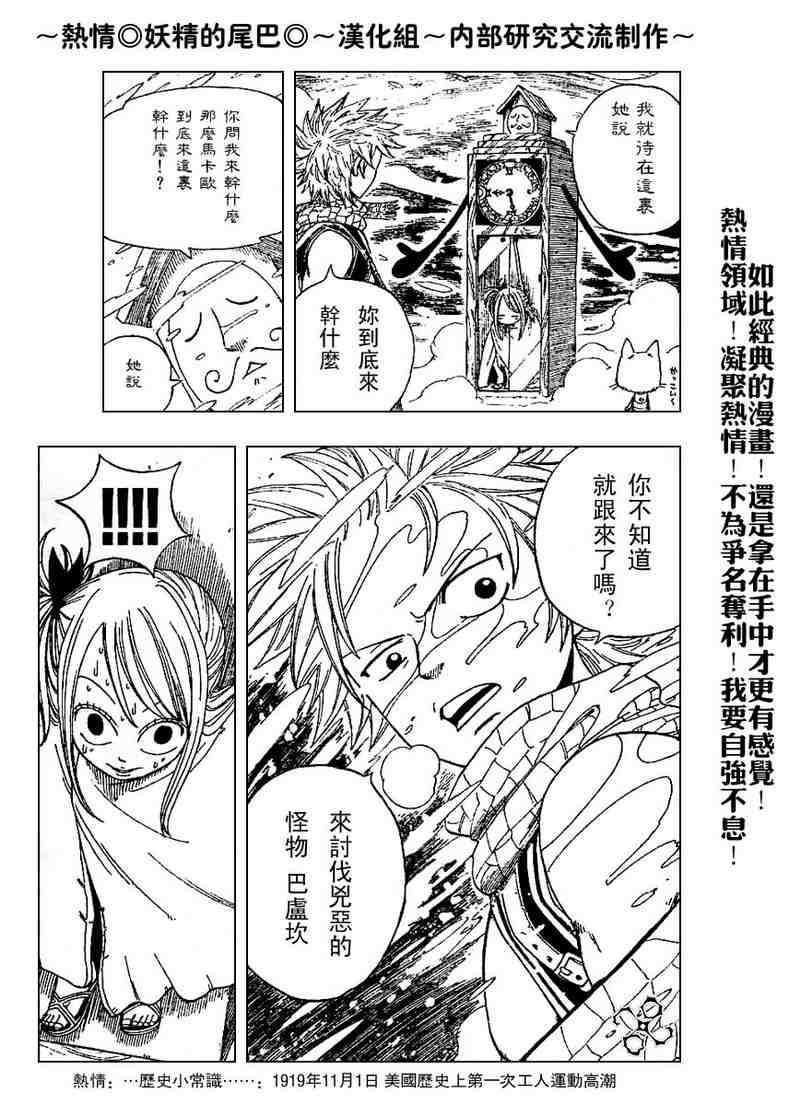 ~熱情◎妖精的尾巴◎~漢化組~内部研究交流制作~
我就待在這裏
她說
妳到底來
幹什麼
かっこいー
你問我來幹什麼
那麼馬卡歐
到底來這裏
幹什麼!?
她說
你不知道
就跟來了嗎?
來討伐兇惡的
怪物 巴盧坎
!!!!
如此經典的漫畫!還是拿在手中才更有感覺!
熱情領域!凝聚熱情!不為爭名奪利!我要自強不息!
熱情:…歷史小常識……:1919年11月1日 美國歷史上第一次工人運動高潮